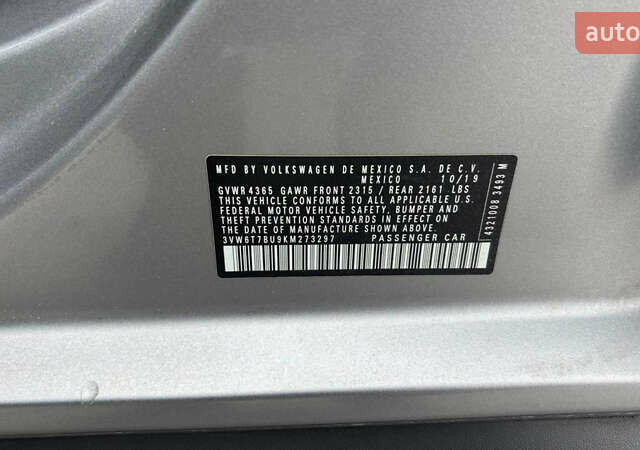 auto
MFD BY VOLKSWAGEN DE MEXICO S.A. DE C.V.
MEXICO 10/19
GVWR 4365 GAWR FRONT 2315 / REAR 2161 LBS
THIS VEHICLE CONFORMS TO ALL APPLICABLE U.S.
FEDERAL MOTOR VEHICLE SAFETY, BUMPER AND
THEFT PREVENTION STANDARDS IN EFFECT ON
THE DATE OF MANUFACTURE SHOWN ABOVE.
3VW6T7BU9KM273297 PASSENGER CAR
4321008 3493 M